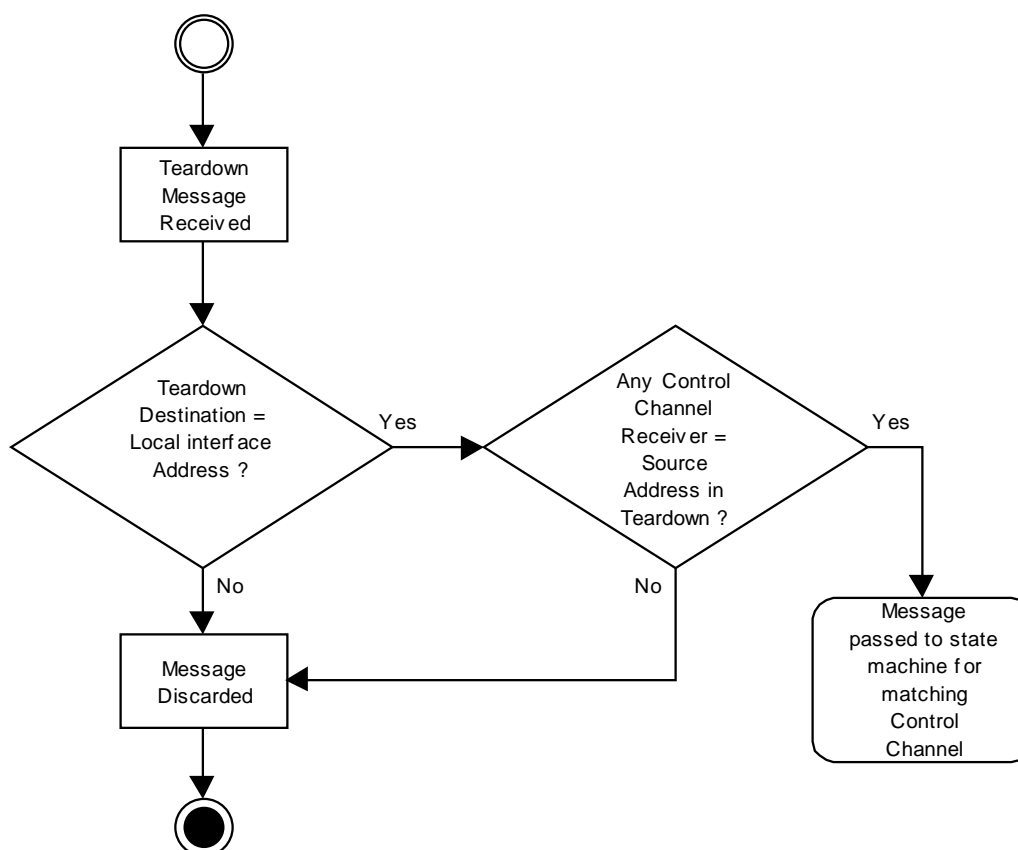 Teardown
Message
Received
Teardown
Destination =
Local interface
Address ?
Yes
Any Control
Channel
Receiver =
Source
Address in
Teardown ?
Yes
No
No
Message
Discarded
Message
passed to state
machine for
matching
Control
Channel